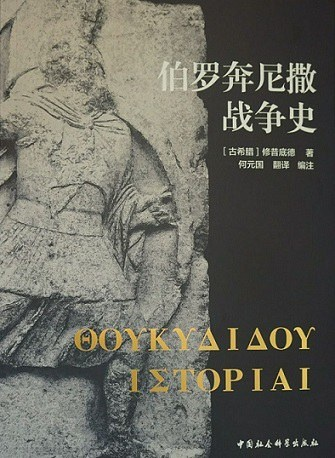 伯罗奔尼撒
战争史
［古希腊］修昔底德 著
何元国 翻译 编注
ΘΟΥΚΥΔΙΔΟΥ
ΙΣΤΟΡΙΑΙ
中国社会科学出版社